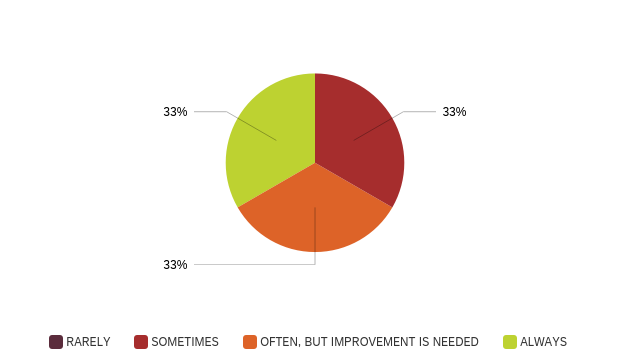 33%
33%
33%
RARELY
SOMETIMES
OFTEN, BUT IMPROVEMENT IS NEEDED
ALWAYS